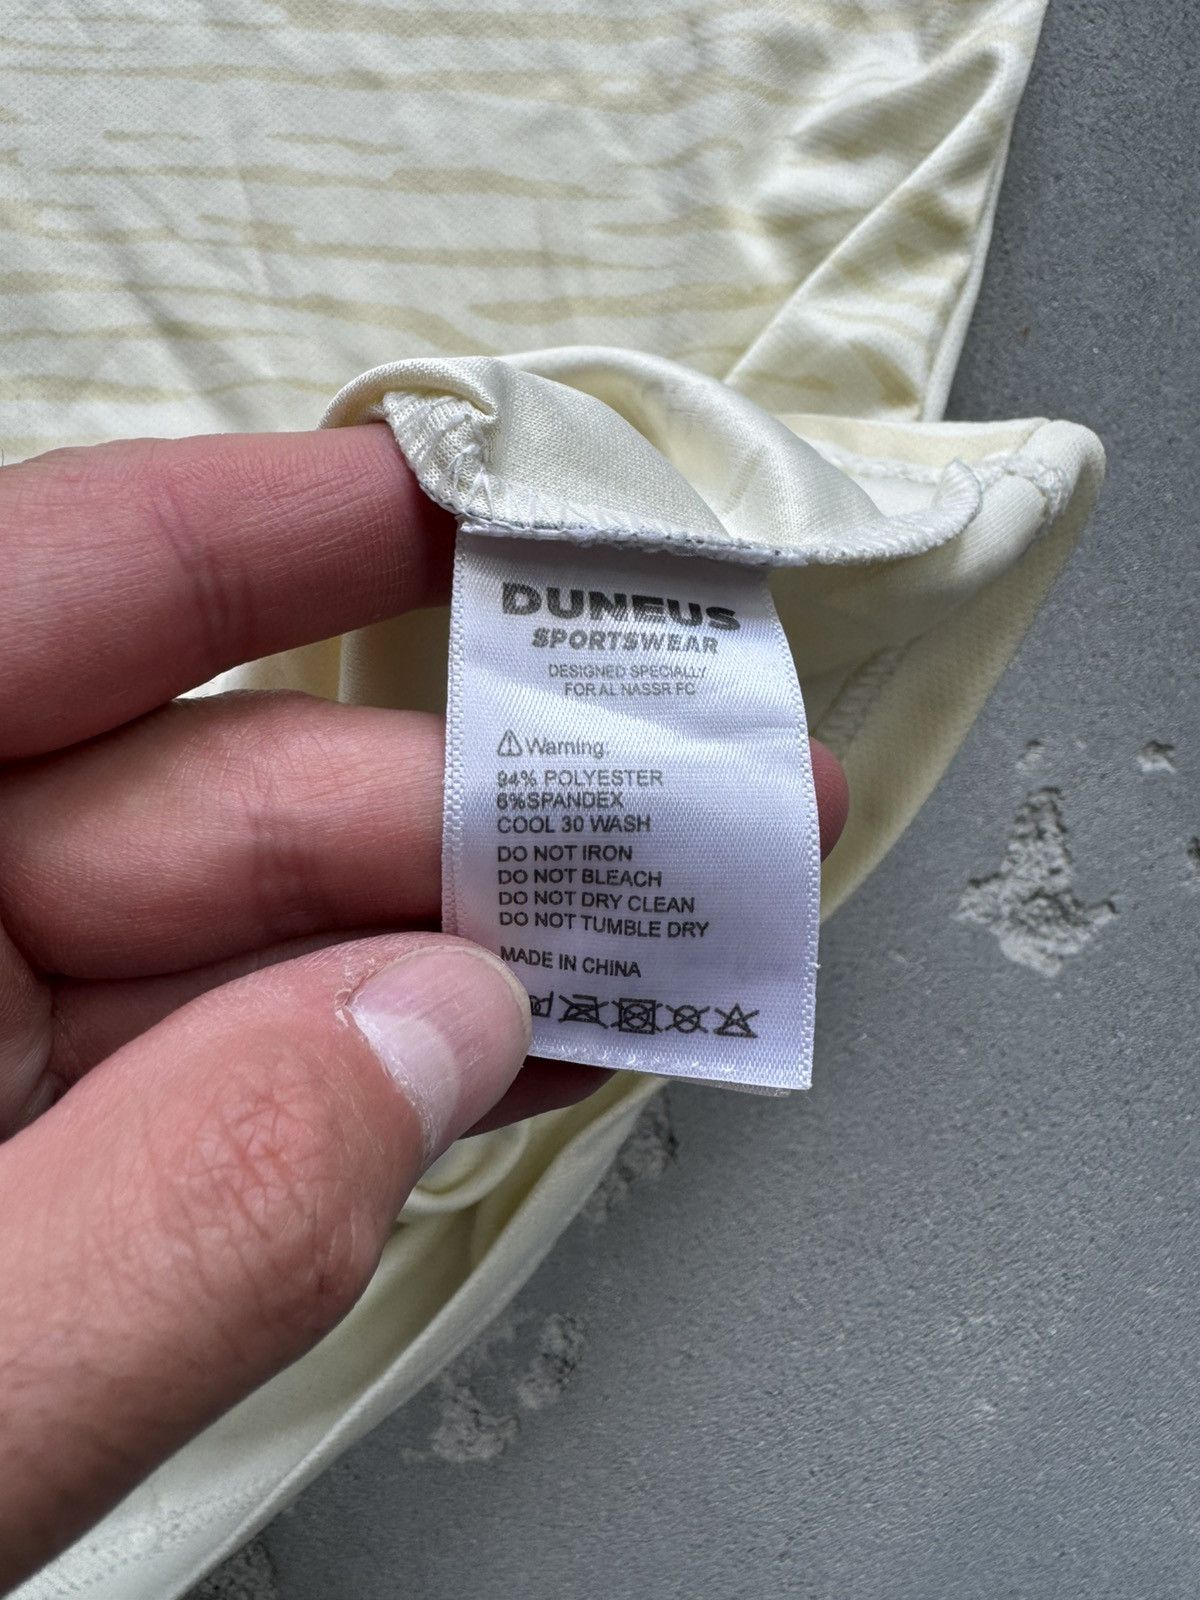 DUNEUS
SPORTSWEAR
DESIGNED SPECIALLY
FOR AL NASSR FC
Warning:
94% POLYESTER
6%SPANDEX
COOL 30 WASH
DO NOT IRON
DO NOT BLEACH
DO NOT DRY CLEAN
DO NOT TUMBLE DRY
MADE IN CHINA